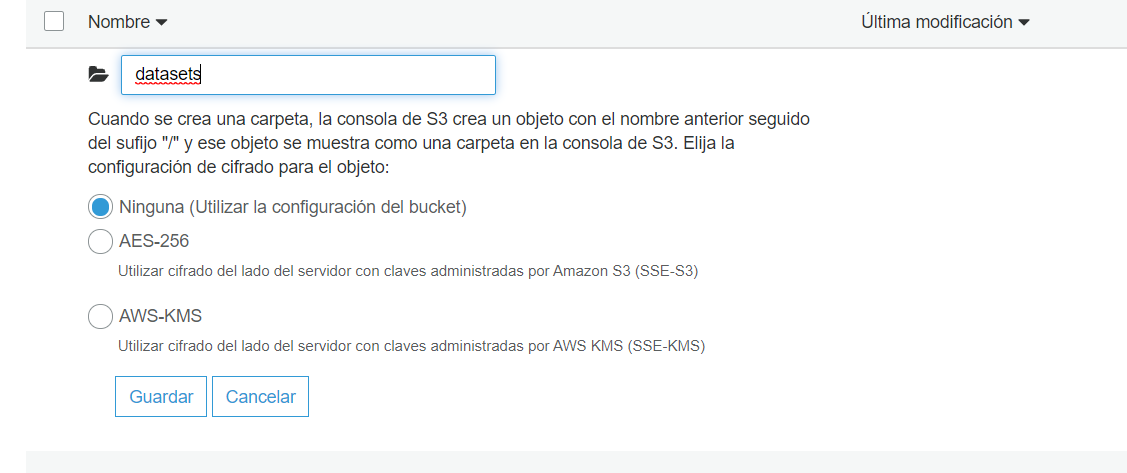 Nombre Última modificación
datasets
Cuando se crea una carpeta, la consola de S3 crea un objeto con el nombre anterior seguido
del sufijo "/" y ese objeto se muestra como una carpeta en la consola de S3. Elija la
configuración de cifrado para el objeto:
Ninguna (Utilizar la configuración del bucket)
AES-256
Utilizar cifrado del lado del servidor con claves administradas por Amazon S3 (SSE-S3)
AWS-KMS
Utilizar cifrado del lado del servidor con claves administradas por AWS KMS (SSE-KMS)
Guardar Cancelar